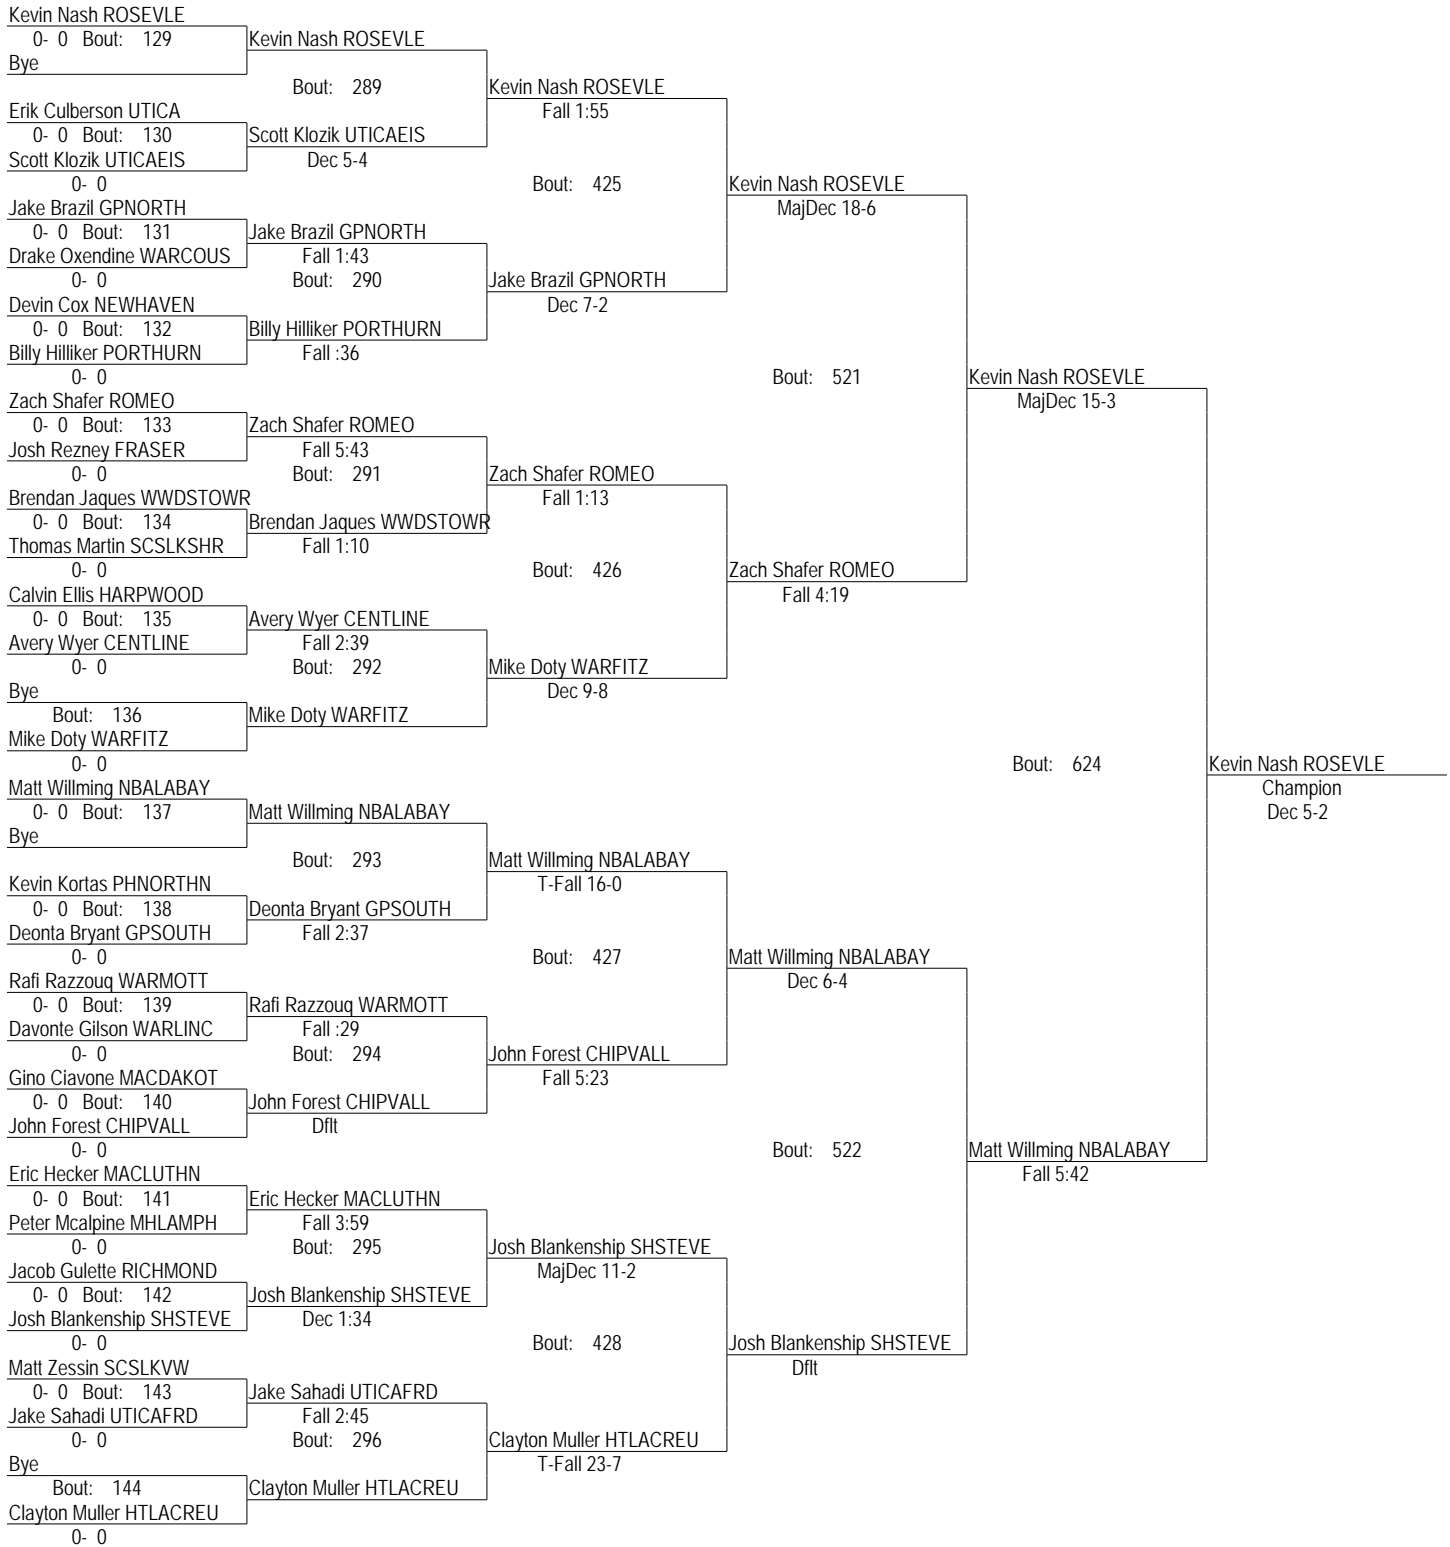 Kevin Nash ROSEVLE
0- 0 Bout: 129
Kevin Nash ROSEVLE
Bye
Bout: 289
Kevin Nash ROSEVLE
Erik Culberson UTICA
Fall 1:55
0- 0 Bout: 130
Scott Klozik UTICAEIS
Scott Klozik UTICAEIS
Dec 5-4
0- 0
Bout: 425
Kevin Nash ROSEVLE
Jake Brazil GPNORTH
MajDec 18-6
0- 0 Bout: 131
Jake Brazil GPNORTH
Drake Oxendine WARCOUS
Fall 1:43
0- 0
Bout: 290
Jake Brazil GPNORTH
Devin Cox NEWHAVEN
Dec 7-2
0- 0 Bout: 132
Billy Hilliker PORTHURN
Billy Hilliker PORTHURN
Fall :36
0- 0
Bout: 521
Kevin Nash ROSEVLE
Zach Shafer ROMEO
MajDec 15-3
0- 0 Bout: 133
Zach Shafer ROMEO
Josh Rezney FRASER
Fall 5:43
0- 0
Bout: 291
Zach Shafer ROMEO
Brendan Jaques WWDSTOWR
Fall 1:13
0- 0 Bout: 134
Brendan Jaques WWDSTOWR
Thomas Martin SCSLKSHR
Fall 1:10
0- 0
Bout: 426
Zach Shafer ROMEO
Calvin Ellis HARPWOOD
Fall 4:19
0- 0 Bout: 135
Avery Wyer CENTLINE
Avery Wyer CENTLINE
Fall 2:39
0- 0
Bout: 292
Mike Doty WARFITZ
Bye
Dec 9-8
Bout: 136
Mike Doty WARFITZ
Mike Doty WARFITZ
0- 0
Bout: 624
Kevin Nash ROSEVLE
Matt Willming NBALABAY
Champion
0- 0 Bout: 137
Matt Willming NBALABAY
Dec 5-2
Bye
Bout: 293
Matt Willming NBALABAY
Kevin Kortas PHNORTHN
T-Fall 16-0
0- 0 Bout: 138
Deonta Bryant GPSOUTH
Deonta Bryant GPSOUTH
Fall 2:37
0- 0
Bout: 427
Matt Willming NBALABAY
Rafi Razzouq WARMOTT
Dec 6-4
0- 0 Bout: 139
Rafi Razzouq WARMOTT
Davonte Gilson WARLINC
Fall :29
0- 0
Bout: 294
John Forest CHIPVALL
Gino Ciavone MACDAKOT
Fall 5:23
0- 0 Bout: 140
John Forest CHIPVALL
John Forest CHIPVALL
Dflt
0- 0
Bout: 522
Matt Willming NBALABAY
Eric Hecker MACLUTHN
Fall 5:42
0- 0 Bout: 141
Eric Hecker MACLUTHN
Peter Mcalpine MHLAMPH
Fall 3:59
0- 0
Bout: 295
Josh Blankenship SHSTEVE
Jacob Gulette RICHMOND
MajDec 11-2
0- 0 Bout: 142
Josh Blankenship SHSTEVE
Josh Blankenship SHSTEVE
Dec 1:34
0- 0
Bout: 428
Josh Blankenship SHSTEVE
Matt Zessin SCSLKVW
Dflt
0- 0 Bout: 143
Jake Sahadi UTICAFRD
Jake Sahadi UTICAFRD
Fall 2:45
0- 0
Bout: 296
Clayton Muller HTLACREU
Bye
T-Fall 23-7
Bout: 144
Clayton Muller HTLACREU
Clayton Muller HTLACREU
0- 0